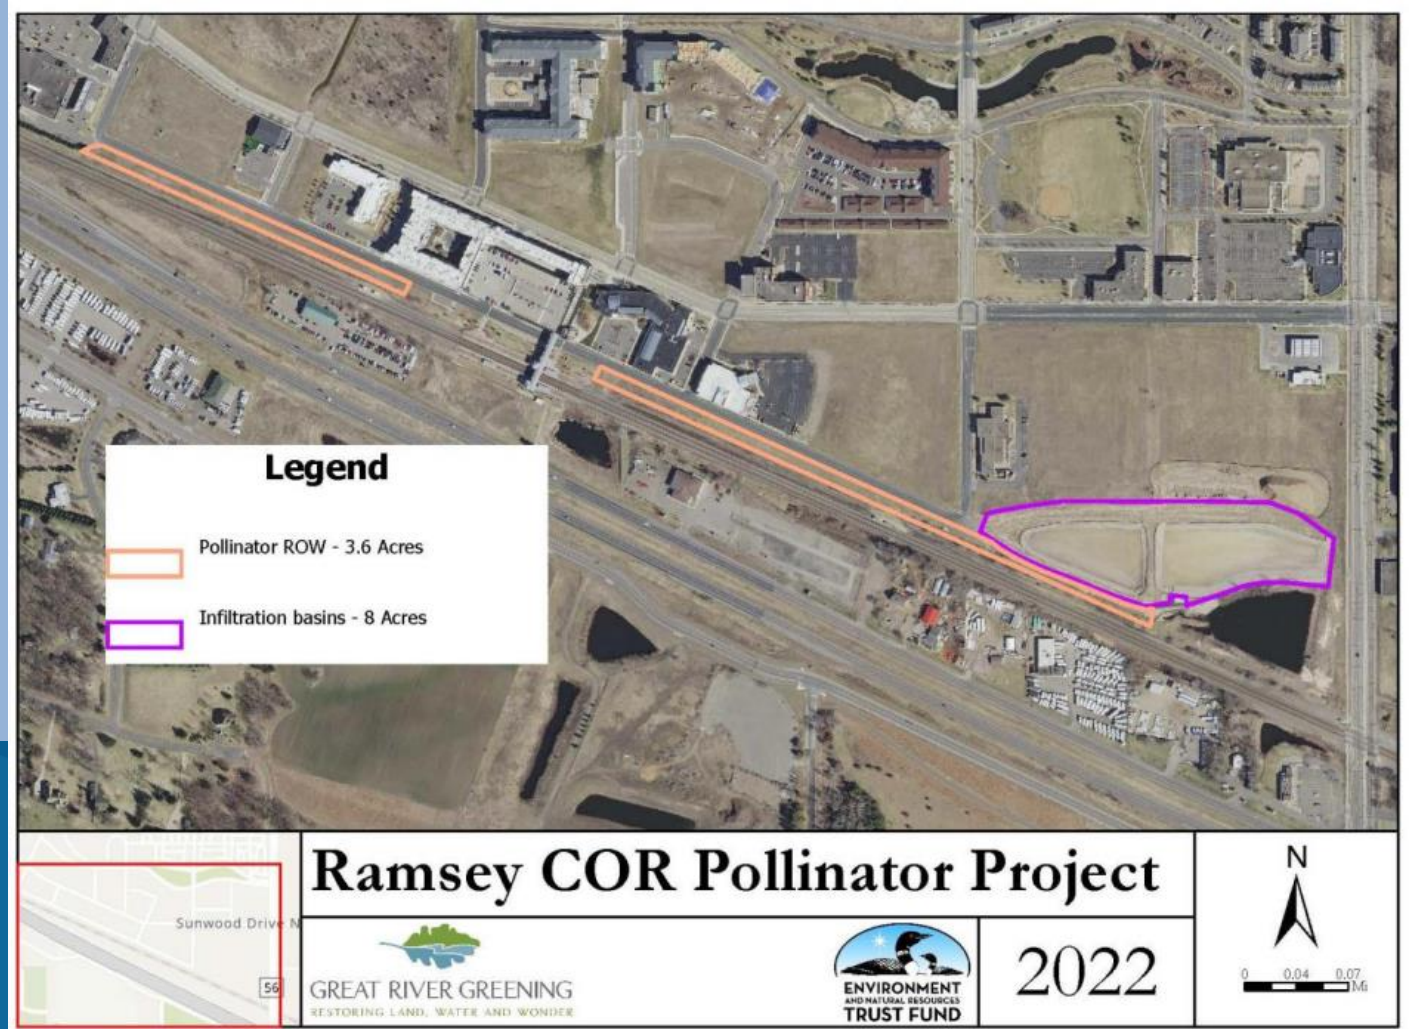 Legend
Pollinator ROW - 3.6 Acres
Infiltration basins - 8 Acres
Ramsey COR Pollinator Project
N
Sunwood Drive N
56
GREAT RIVER GREENING
RESTORING LAND, WATER AND WONDER
ENVIRONMENT
AND NATURAL RESOURCES
TRUST FUND
2022
0 0.04 0.07
Mi